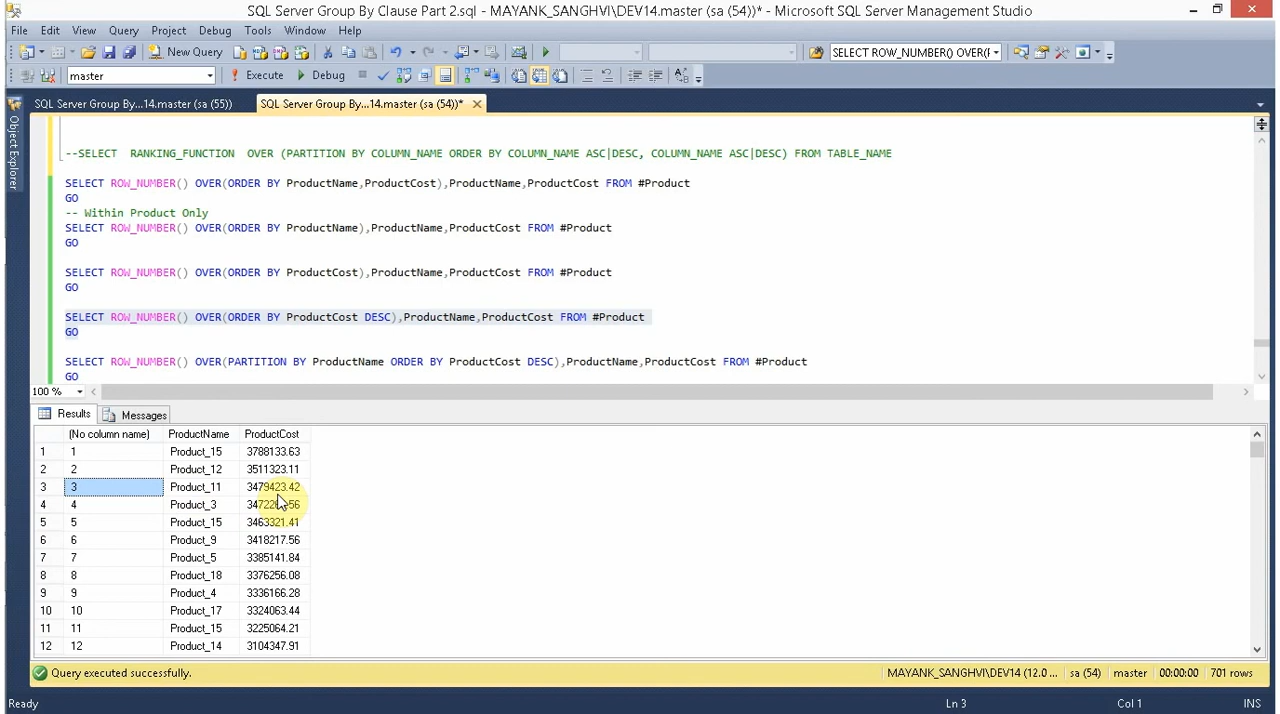 SQL Server Group By Clause Part 2.sql - MAYANK_SANGHVI\DEV14.master (sa (54))* - Microsoft SQL Server Management Studio
File Edit View Query Project Debug Tools Window Help
New Query SELECT ROW_NUMBER() OVER(
master Execute Debug
SQL Server Group By...14.master (sa (55)) SQL Server Group By...14.master (sa (54))*
Object Explorer
--SELECT RANKING_FUNCTION OVER (PARTITION BY COLUMN_NAME ORDER BY COLUMN_NAME ASC|DESC, COLUMN_NAME ASC|DESC) FROM TABLE_NAME
SELECT ROW_NUMBER() OVER(ORDER BY ProductName,ProductCost),ProductName,ProductCost FROM #Product
GO
-- Within Product Only
SELECT ROW_NUMBER() OVER(ORDER BY ProductName),ProductName,ProductCost FROM #Product
GO
SELECT ROW_NUMBER() OVER(ORDER BY ProductCost),ProductName,ProductCost FROM #Product
GO
SELECT ROW_NUMBER() OVER(ORDER BY ProductCost DESC),ProductName,ProductCost FROM #Product
GO
SELECT ROW_NUMBER() OVER(PARTITION BY ProductName ORDER BY ProductCost DESC),ProductName,ProductCost FROM #Product
GO
100 %
Results Messages
(No column name) ProductName ProductCost
1 1 Product_15 3788133.63
2 2 Product_12 3511323.11
3 3 Product_11 3479423.42
4 4 Product_3
5 5 Product_15 3463321.41
6 6 Product_9 3418217.56
7 7 Product_5 3385141.84
8 8 Product_18 3376256.08
9 9 Product_4 3336166.28
10 10 Product_17 3324063.44
11 11 Product_15 3225064.21
12 12 Product_14 3104347.91
Query executed successfully. MAYANK_SANGHVI\DEV14 (12.0 ... sa (54) master 00:00:00 701 rows
Ready Ln 3 Col 1 INS